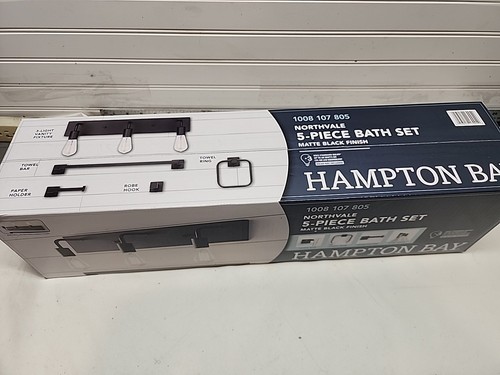 3-LIGHT
VANITY
FIXTURE
TOWEL
BAR
TOWEL
RING
PAPER
HOLDER
ROBE
HOOK
1008 107 805
NORTHVALE
5-PIECE BATH SET
MATTE BLACK FINISH
HAMPTON BA
1008 107 805
NORTHVALE
5-PIECE BATH SET
MATTE BLACK FINISH
HAMPTON BAY